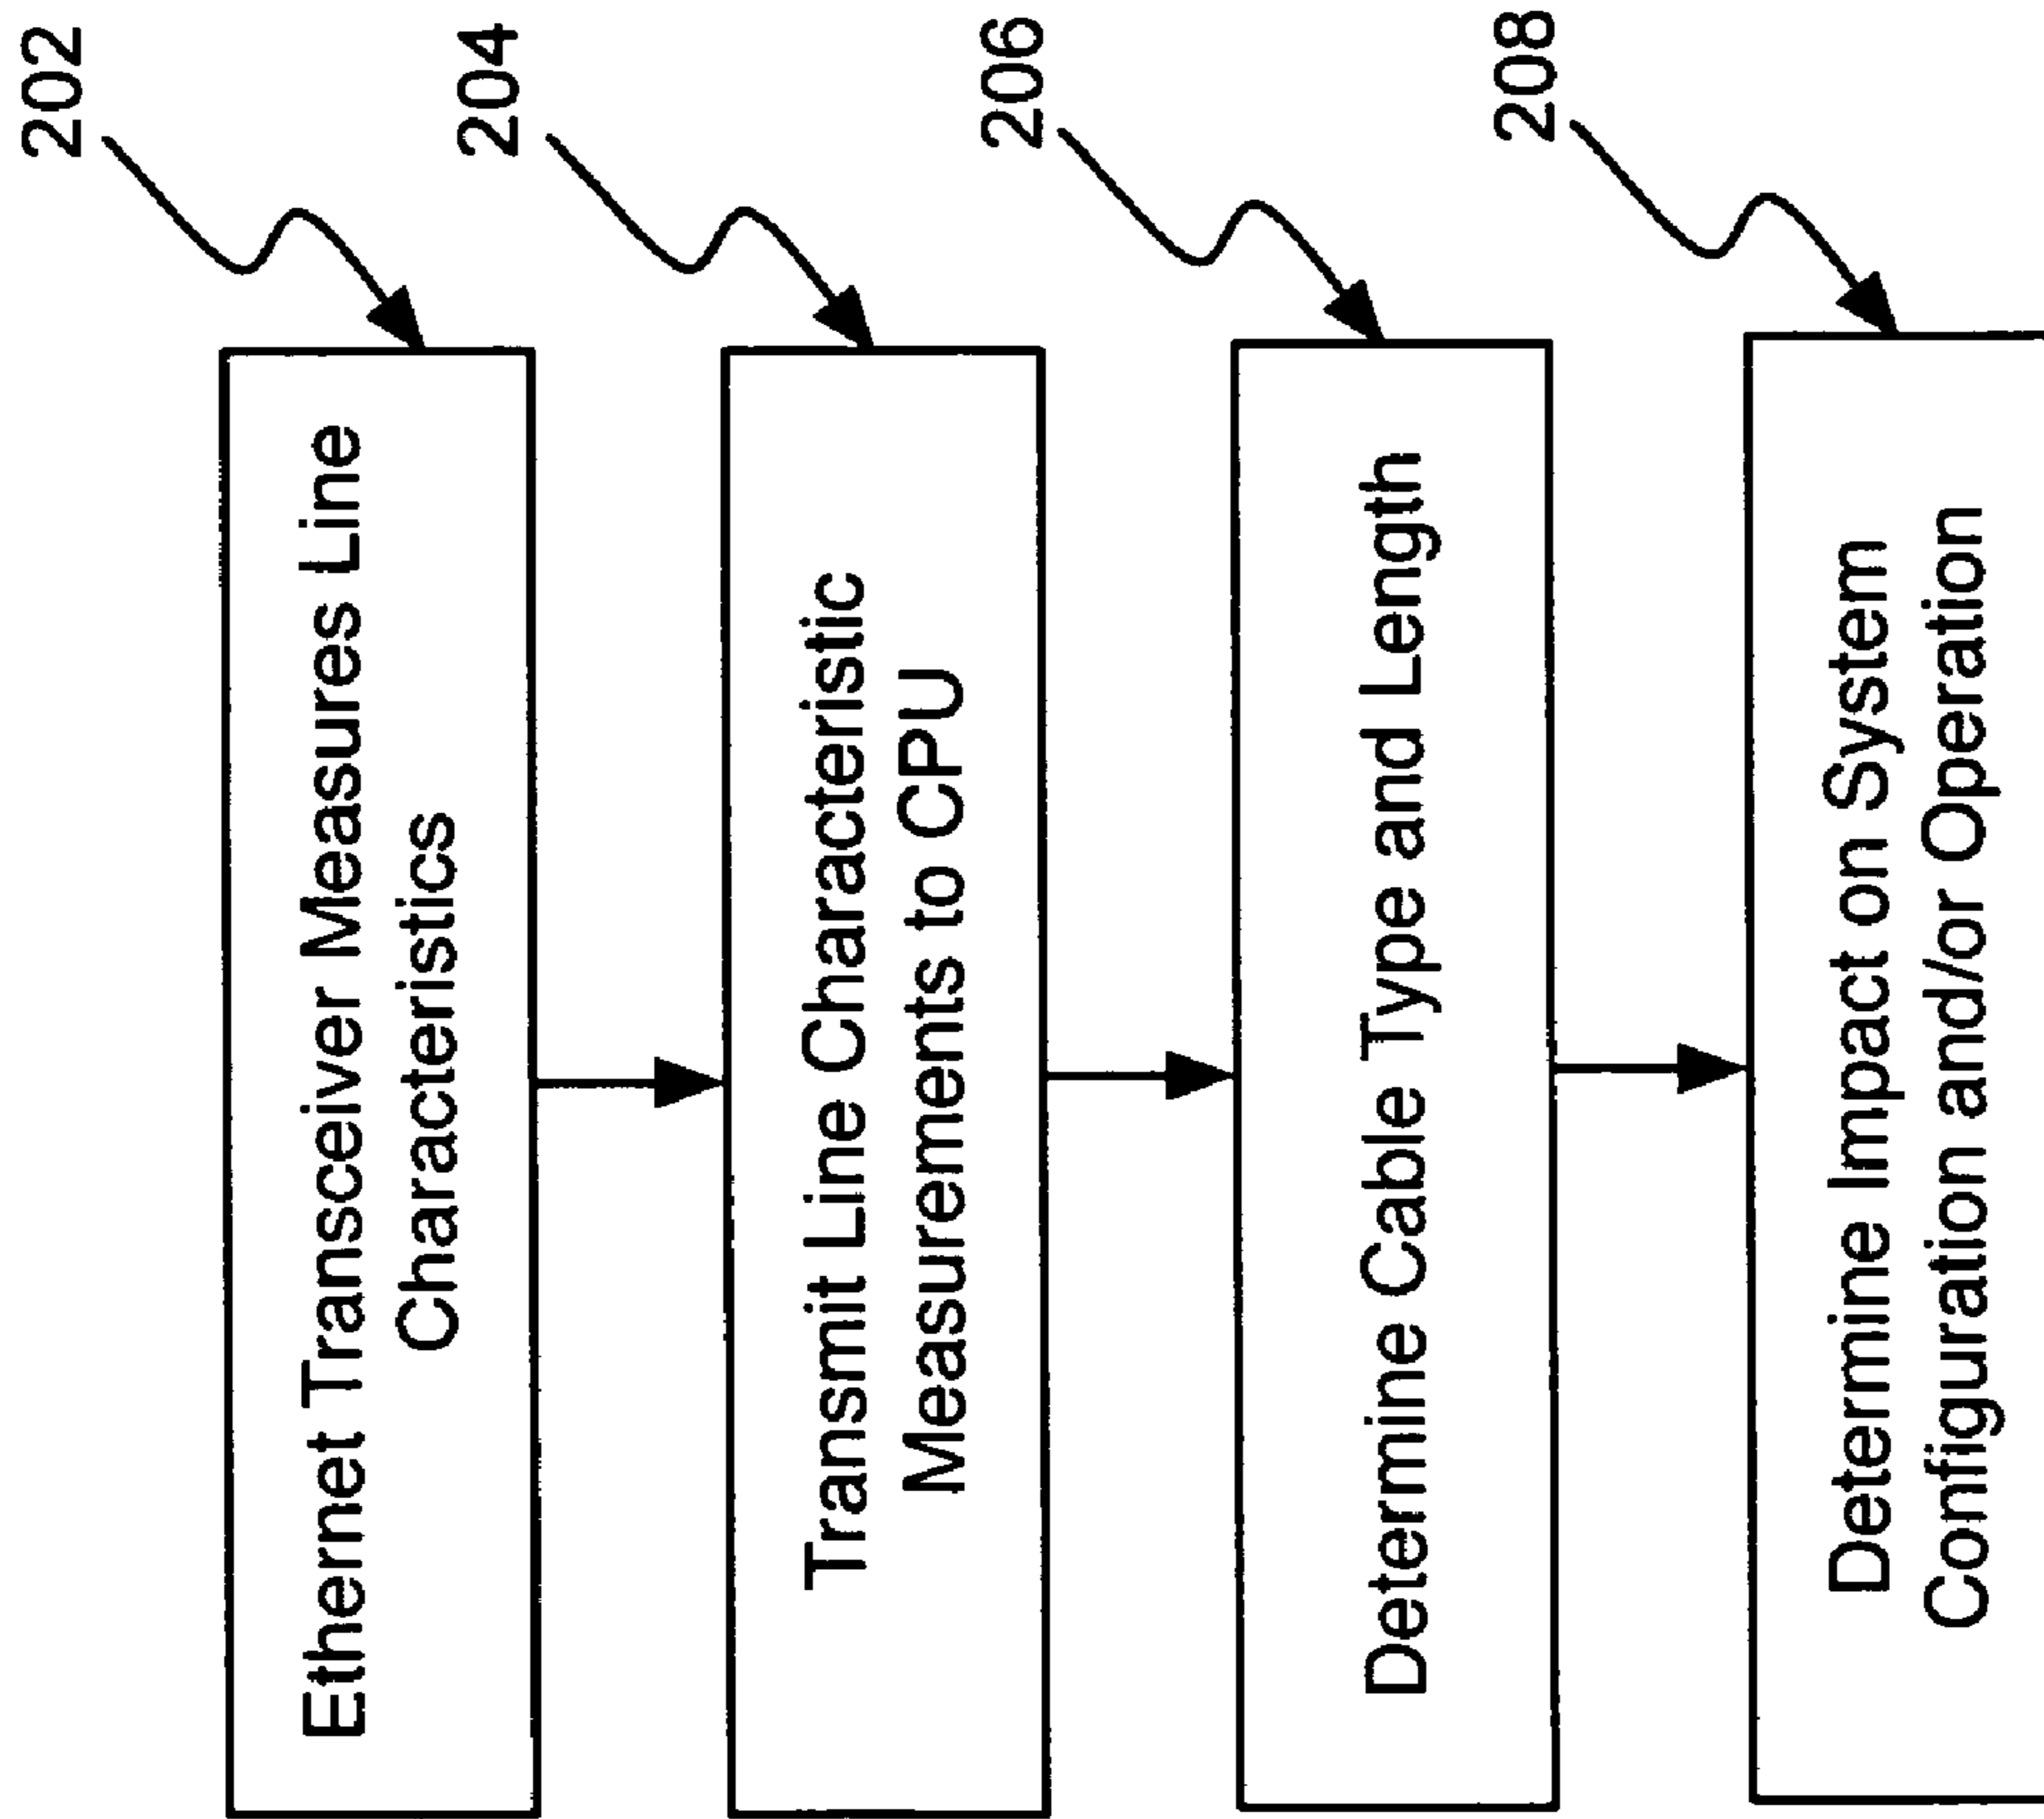 202
Ethernet Transceiver Measures Line
Characteristics
204
Transmit Line Characteristic
Measurements to CPU
206
Determine Cable Type and Length
208
Determine Impact on System
Configuration and/or Operation